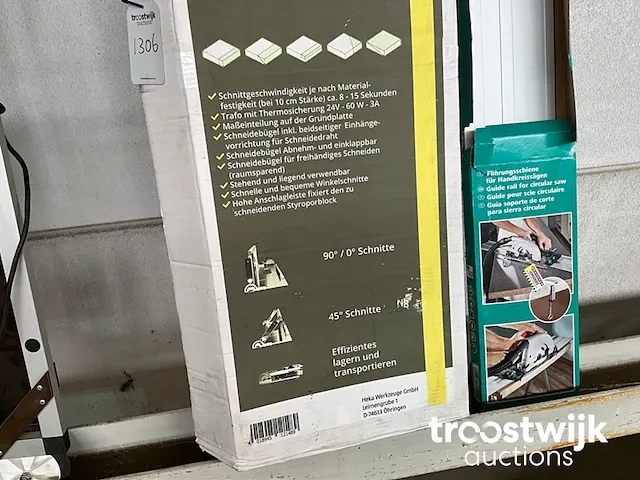 troostwijk
auctions
1306
Schnittgeschwindigkeit je nach Material-
festigkeit (bei 10 cm Stärke) ca. 8 - 15 Sekunden
Trafo mit Thermosicherung 24V - 60 W - 3A
Maßeinteilung auf der Grundplatte
Schneidebügel inkl. beidseitiger Einhänge-
vorrichtung für Schneidedraht
Schneidebügel Abnehm- und einklappbar
Schneidebügel für freihändiges Schneiden
(raumsparend)
Stehend und liegend verwendbar
Schnelle und bequeme Winkelschnitte
Hohe Anschlagleiste fixiert den zu
schneidenden Styroporblock
90° / 0° Schnitte
45° Schnitte
Effizientes
lagern und
transportieren
Heka Werkzeuge GmbH
Leimengrube 1
D-74633 Öhringen
Führungsschiene
für Handkreissägen
Guide rail for circular saw
Guide pour scie circulaire
Guia soporte de corte
para sierra circular
troostwijk
auctions